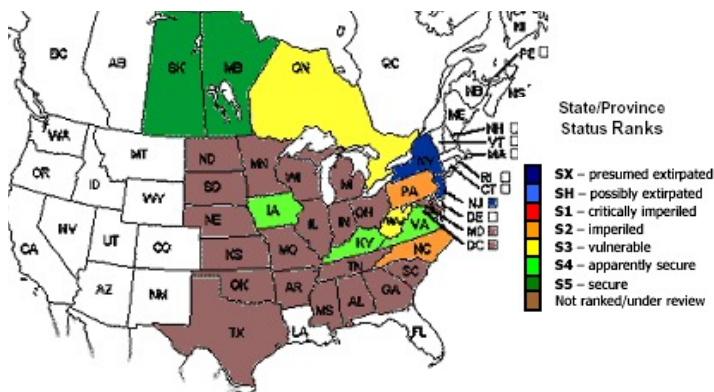 BC
AB
SK
MB
ON
QC
NB
PE
NS
ME
NH
VT
MA
RI
CT
NJ
DE
MD
DC
WA
MT
ND
MN
WI
MI
NY
OR
ID
WY
SD
IA
PA
NE
IL
IN
OH
WV
VA
NV
UT
CO
KS
MO
KY
NC
CA
AZ
NM
OK
AR
TN
SC
TX
LA
MS
AL
GA
FL
State/Province
Status Ranks
SX – presumed extirpated
SH – possibly extirpated
S1 – critically imperiled
S2 – imperiled
S3 – vulnerable
S4 – apparently secure
S5 – secure
Not ranked/under review